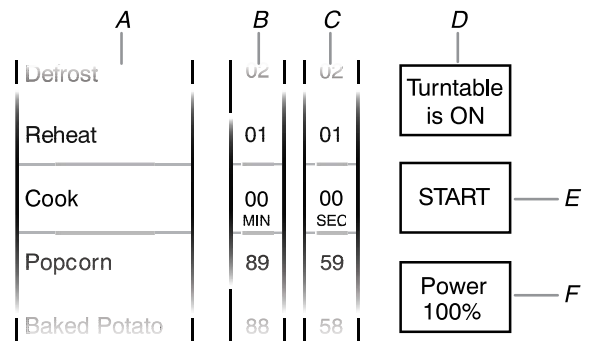 A B C D
Defrost 02 02
Turntable
is ON
Reheat 01 01
Cook 00 00
MIN SEC
START E
Popcorn 89 59
Power
100% F
Baked Potato 88 58